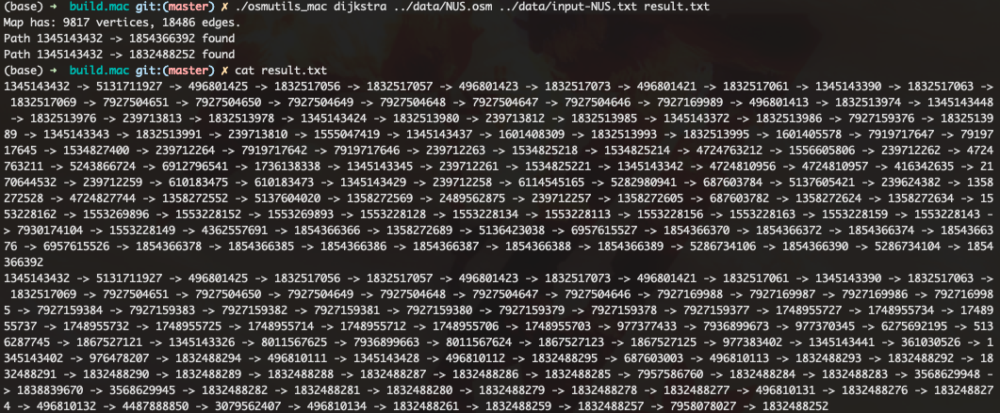 (base) → build.mac git:(master) ✗ ./osmutils_mac dijkstra ../data/NUS.osm ../data/input-NUS.txt result.txt
Map has: 9817 vertices, 18486 edges.
Path 1345143432 -> 1854366392 found
Path 1345143432 -> 1832488252 found
(base) → build.mac git:(master) ✗ cat result.txt
1345143432 -> 5131711927 -> 496801425 -> 1832517056 -> 1832517057 -> 496801423 -> 1832517073 -> 496801421 -> 1832517061 -> 1345143390 -> 1832517063 ->
1832517069 -> 7927504651 -> 7927504650 -> 7927504649 -> 7927504648 -> 7927504647 -> 7927504646 -> 7927169989 -> 496801413 -> 1832513974 -> 1345143448
-> 1832513976 -> 239713813 -> 1832513978 -> 1345143424 -> 1832513980 -> 239713812 -> 1832513985 -> 1345143372 -> 1832513986 -> 7927159376 -> 18325139
89 -> 1345143343 -> 1832513991 -> 239713810 -> 1555047419 -> 1345143437 -> 1601408309 -> 1832513993 -> 1832513995 -> 1601405578 -> 7919717647 -> 79197
17645 -> 1534827400 -> 239712264 -> 7919717642 -> 7919717646 -> 239712263 -> 1534825218 -> 1534825214 -> 4724763212 -> 1556605806 -> 239712262 -> 4724
763211 -> 5243866724 -> 6912796541 -> 1736138338 -> 1345143345 -> 239712261 -> 1534825221 -> 1345143342 -> 4724810956 -> 4724810957 -> 416342635 -> 21
70644532 -> 239712259 -> 610183475 -> 610183473 -> 1345143429 -> 239712258 -> 6114545165 -> 5282980941 -> 687603784 -> 5137605421 -> 239624382 -> 1358
272528 -> 4724827744 -> 1358272552 -> 5137604020 -> 1358272569 -> 2489562875 -> 239712257 -> 1358272605 -> 687603782 -> 1358272624 -> 1358272634 -> 15
53228162 -> 1553269896 -> 1553228152 -> 1553269893 -> 1553228128 -> 1553228134 -> 1553228113 -> 1553228156 -> 1553228163 -> 1553228159 -> 1553228143 -
> 7930174104 -> 1553228149 -> 4362557691 -> 1854366366 -> 1358272689 -> 5136423038 -> 6957615527 -> 1854366370 -> 1854366372 -> 1854366374 -> 18543663
76 -> 6957615526 -> 1854366378 -> 1854366385 -> 1854366386 -> 1854366387 -> 1854366388 -> 1854366389 -> 5286734106 -> 1854366390 -> 5286734104 -> 1854
366392
1345143432 -> 5131711927 -> 496801425 -> 1832517056 -> 1832517057 -> 496801423 -> 1832517073 -> 496801421 -> 1832517061 -> 1345143390 -> 1832517063 ->
1832517069 -> 7927504651 -> 7927504650 -> 7927504649 -> 7927504648 -> 7927504647 -> 7927504646 -> 7927169988 -> 7927169987 -> 7927169986 -> 792716998
5 -> 7927159384 -> 7927159383 -> 7927159382 -> 7927159381 -> 7927159380 -> 7927159379 -> 7927159378 -> 7927159377 -> 1748955727 -> 1748955734 -> 17489
55737 -> 1748955732 -> 1748955725 -> 1748955714 -> 1748955712 -> 1748955706 -> 1748955703 -> 977377433 -> 7936899673 -> 977370345 -> 6275692195 -> 513
6287745 -> 1867527121 -> 1345143326 -> 8011567625 -> 7936899663 -> 8011567624 -> 1867527123 -> 1867527125 -> 977383402 -> 1345143441 -> 361030526 -> 1
345143402 -> 976478207 -> 1832488294 -> 496810111 -> 1345143428 -> 496810112 -> 1832488295 -> 687603003 -> 496810113 -> 1832488293 -> 1832488292 -> 18
32488291 -> 1832488290 -> 1832488289 -> 1832488288 -> 1832488287 -> 1832488286 -> 1832488285 -> 7957586760 -> 1832488284 -> 1832488283 -> 3568629948 -
> 1838839670 -> 3568629945 -> 1832488282 -> 1832488281 -> 1832488280 -> 1832488279 -> 1832488278 -> 1832488277 -> 496810131 -> 1832488276 -> 183248827
4 -> 496810132 -> 4487888850 -> 3079562407 -> 496810134 -> 1832488261 -> 1832488259 -> 1832488257 -> 7958078027 -> 1832488252